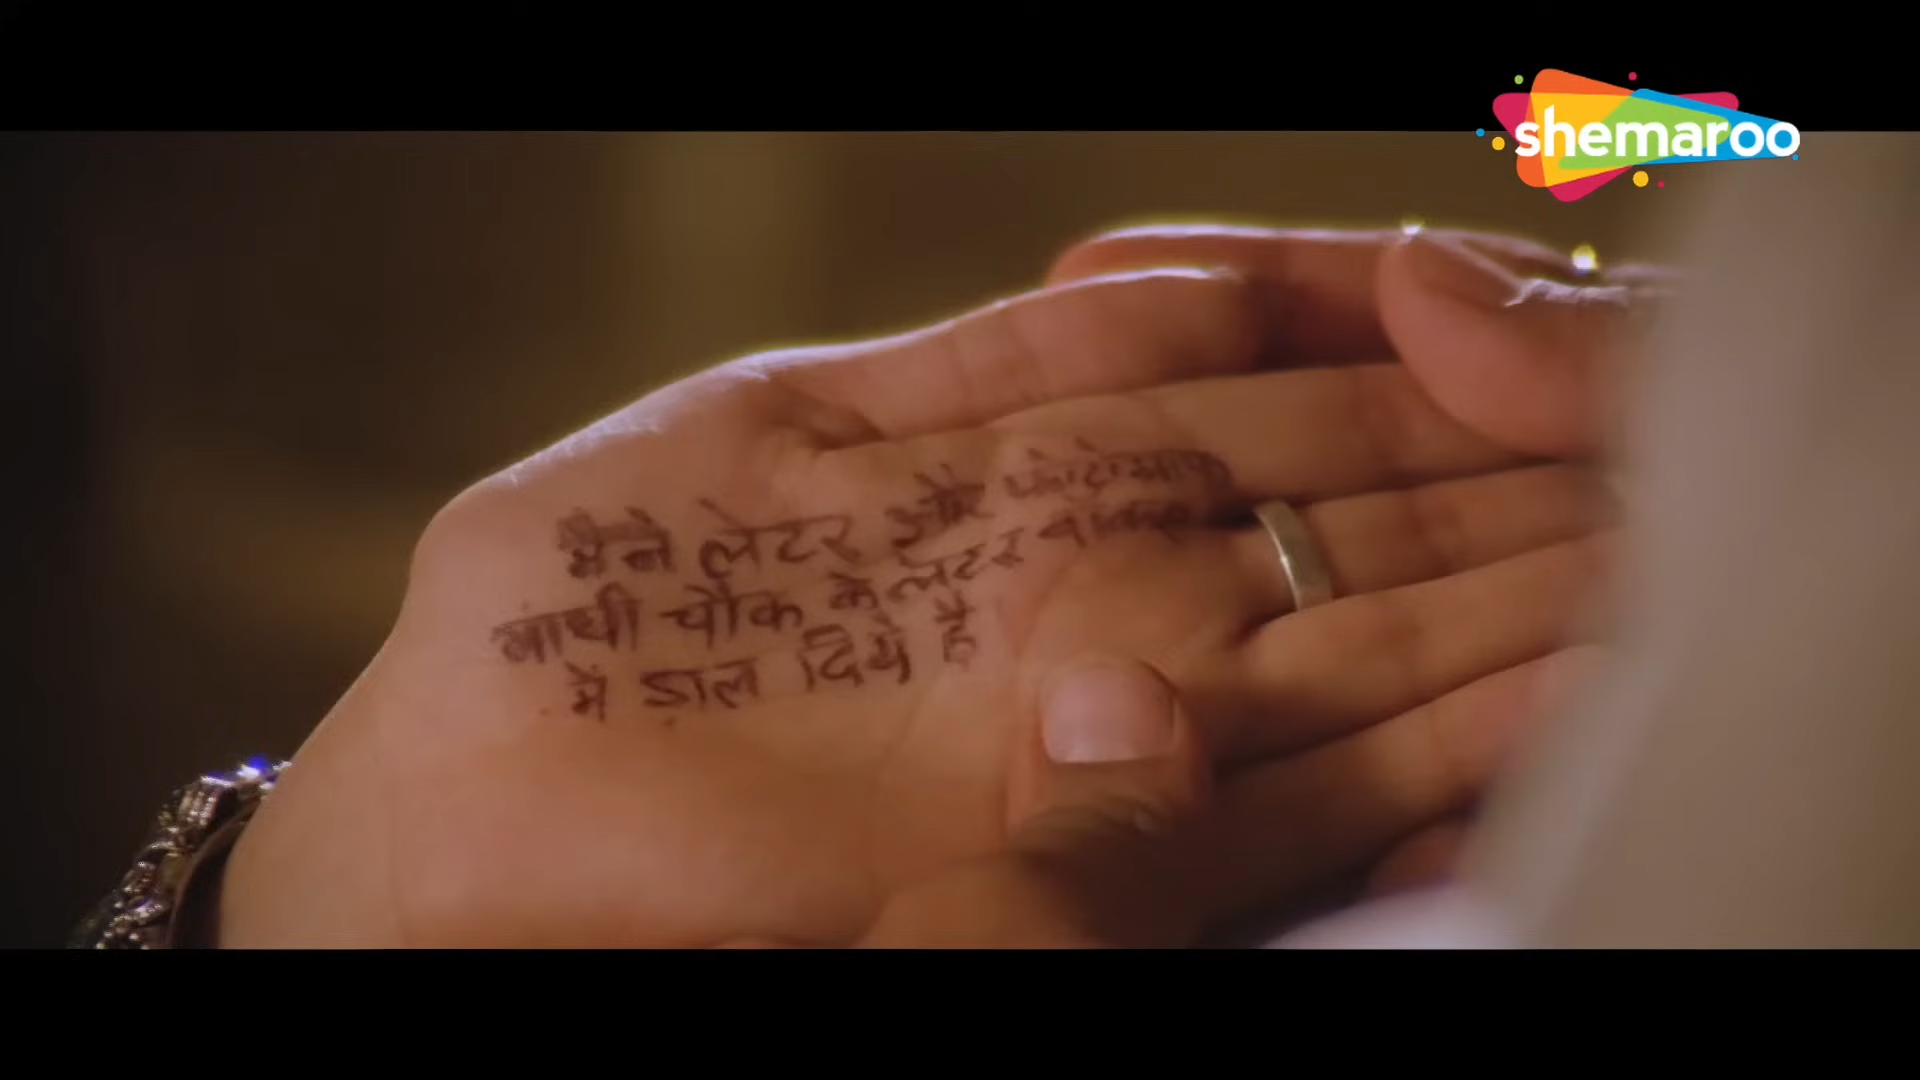 shemaroo
मैंने लेटर और फोटोग्राफ
गांधी चौक के लेटर बॉक्स
में डाल दिये है